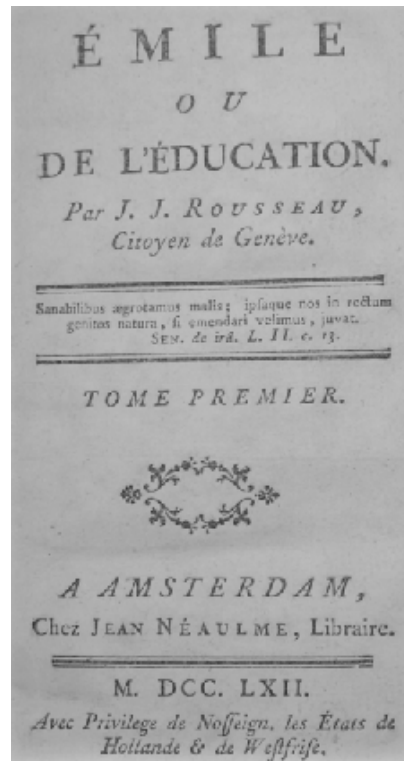 ÉMILE
OU
DE L'ÉDUCATION.
Par J. J. ROUSSEAU,
Citoyen de Genève.
Sanabilibus ægrotamus malis; ipſaque nos in rectum
genitos natura, ſi emendari velimus, juvat.
SEN. de irâ. L. II. c. 13.
TOME PREMIER.
A AMSTERDAM,
Chez JEAN NÉAULME, Libraire.
M. DCC. LXII.
Avec Privilege de Noſſeign. les États de
Hollande & de Weſtfriſe.